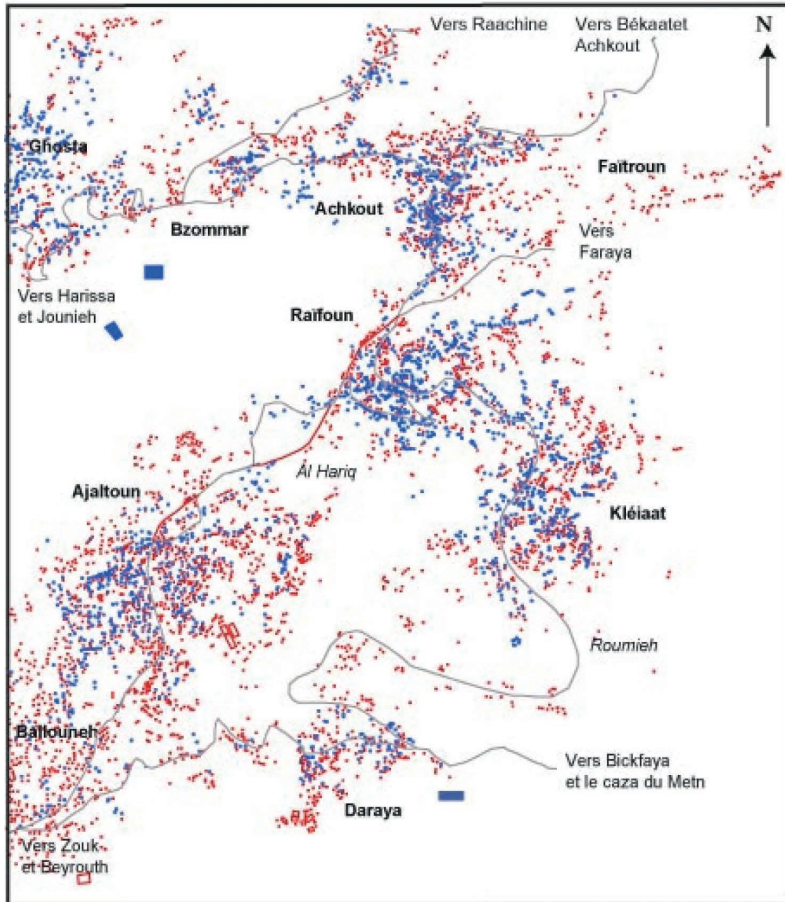 Vers Raachine
Vers Békaatet
Achkout
N
Ghosta
Faïtroun
Achkout
Bzommar
Vers
Faraya
Vers Harissa
et Jounieh
Raïfoun
Al Hariq
Ajaltoun
Kléiaat
Roumieh
Ballouneh
Vers Bickfaya
et le caza du Metn
Daraya
Vers Zouk
et Beyrouth